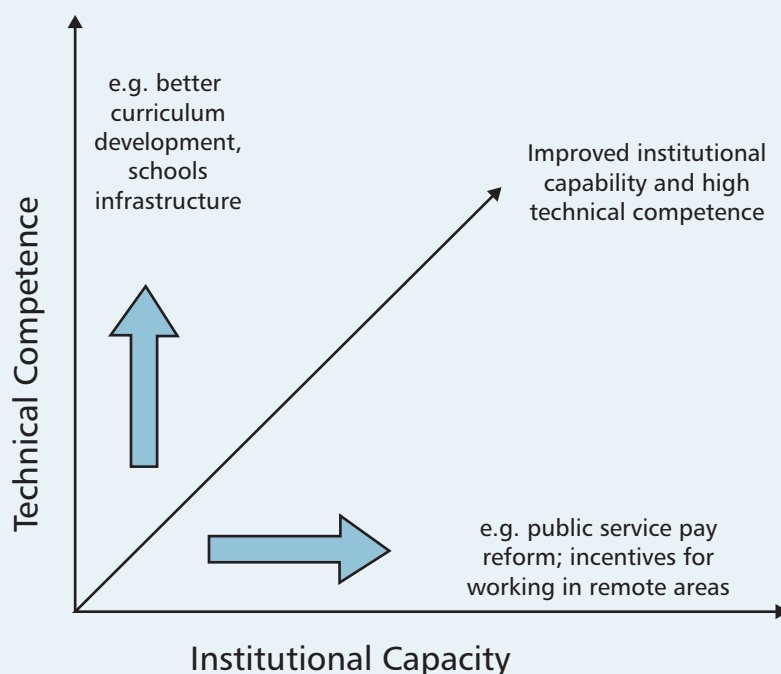 e.g. better
curriculum
development,
schools
infrastructure
Improved institutional
capability and high
technical competence
Technical Competence
e.g. public service pay
reform; incentives for
working in remote areas
Institutional Capacity